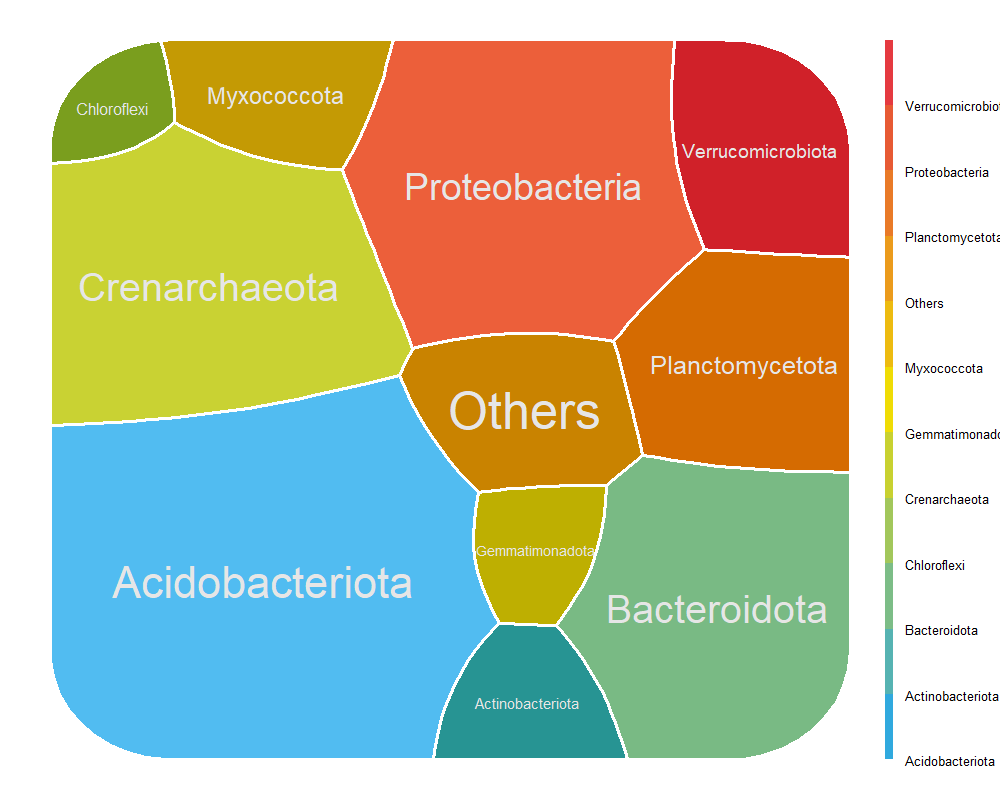 Chloroflexi
Myxococcota
Proteobacteria
Verrucomicrobiota
Crenarchaeota
Planctomycetota
Others
Gemmatimonadota
Acidobacteriota
Bacteroidota
Actinobacteriota
Verrucomicrobiot
Proteobacteria
Planctomycetota
Others
Myxococcota
Gemmatimonado
Crenarchaeota
Chloroflexi
Bacteroidota
Actinobacteriota
Acidobacteriota